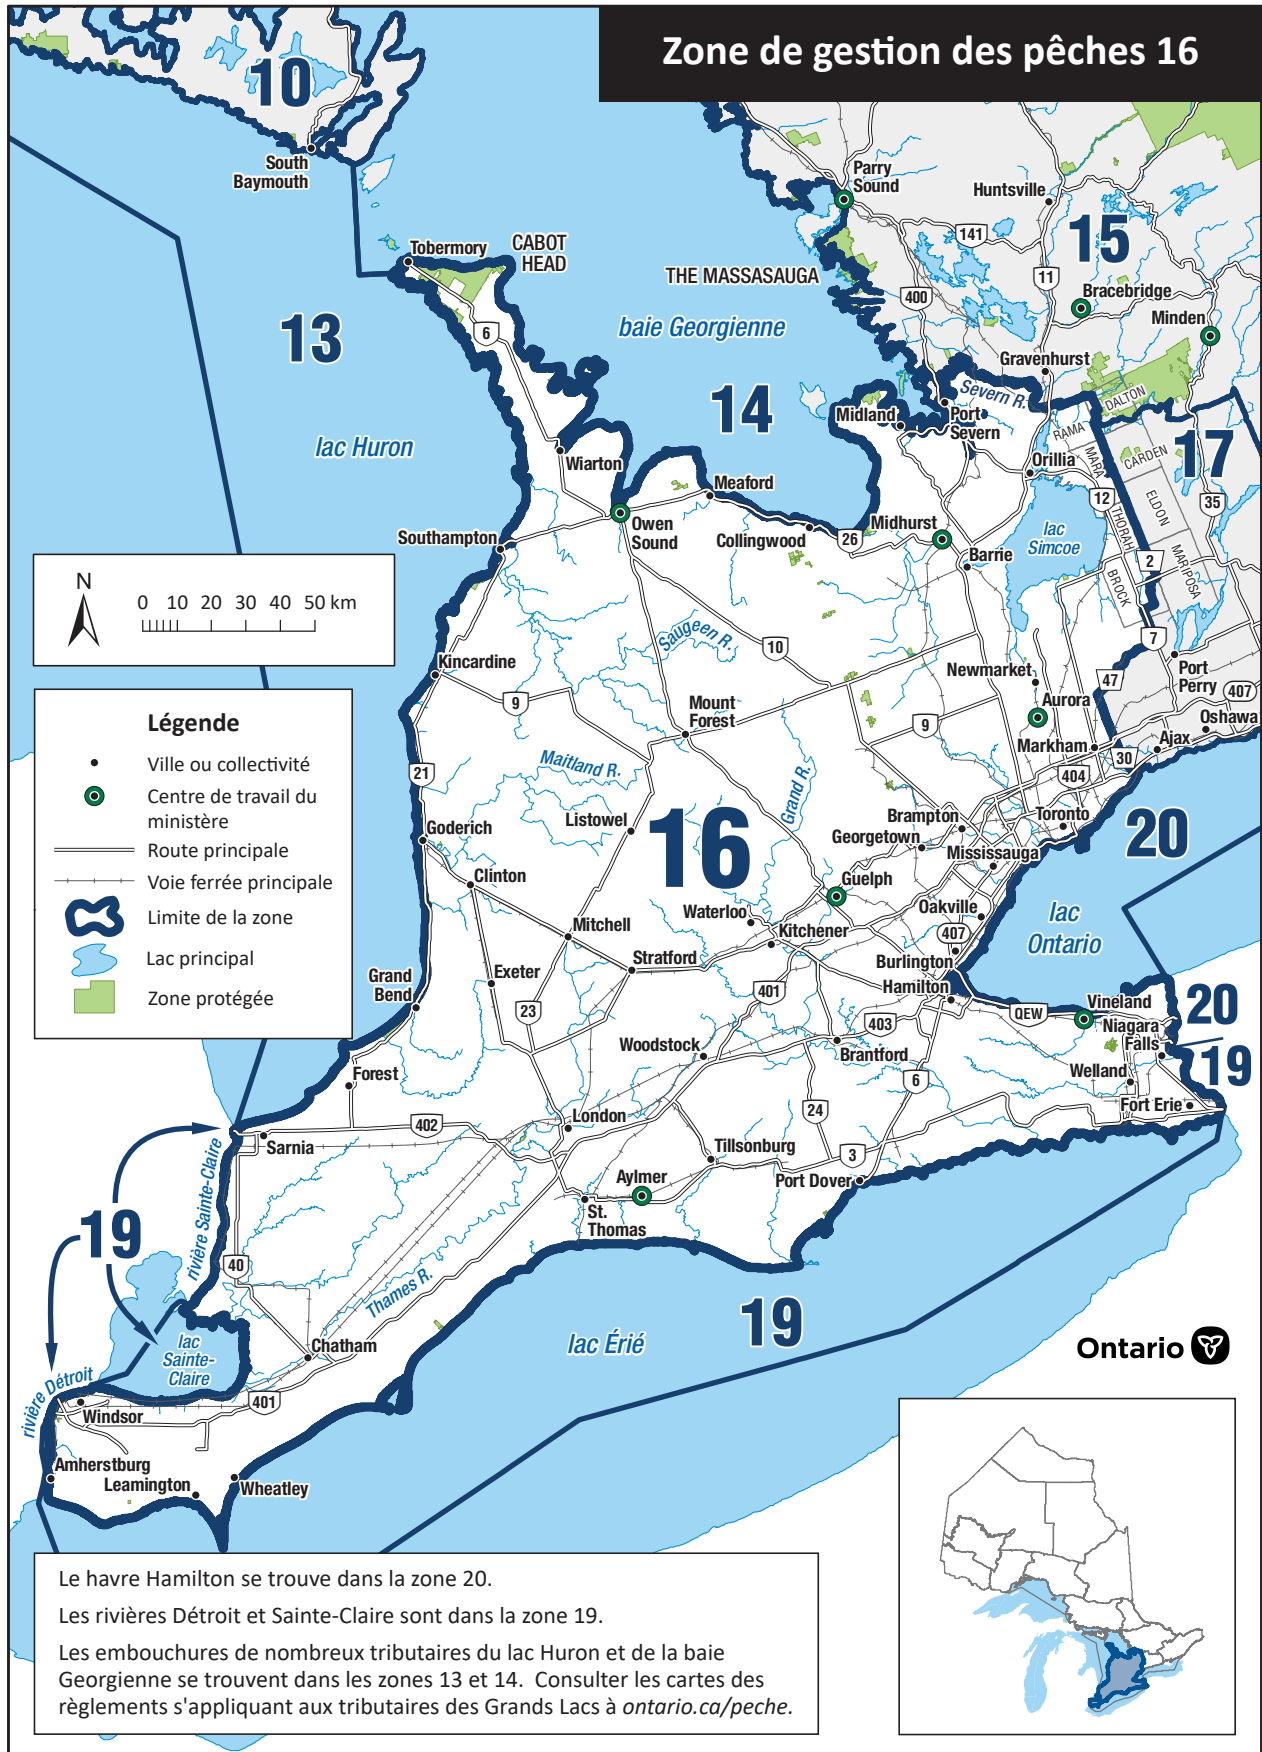 Zone de gestion des pêches 16
10
South
Baymouth
Parry
Sound
Huntsville
141
15
Tobermory
CABOT
HEAD
THE MASSASAUGA
11
400
Bracebridge
Minden
13
6
baie Georgienne
Gravenhurst
Severn R.
DALTON
14
Midland
Port
Severn
RAMA
MARA
17
lac Huron
CARDEN
Wiarton
Orillia
Meaford
12
ELDON
35
Owen
Sound
Midhurst
THORAH
Southampton
Collingwood
26
lac
Simcoe
Barrie
2
MARIPOSA
BROCK
N
0 10 20 30 40 50 km
Saugeen R.
10
7
Kincardine
Newmarket
Port
Perry
47
407
9
Mount
Forest
Aurora
Oshawa
9
Légende
Ville ou collectivité
Centre de travail du
ministère
Route principale
Voie ferrée principale
Limite de la zone
Lac principal
Zone protégée
Markham
Ajax
30
21
Maitland R.
Grand R.
404
Goderich
Listowel
16
Brampton
Toronto
20
Georgetown
Mississauga
Clinton
Guelph
Waterloo
Oakville
lac
Ontario
Mitchell
Kitchener
407
Stratford
Burlington
Grand
Bend
Exeter
401
Hamilton
23
QEW
Vineland
20
403
Niagara
Falls
Woodstock
Brantford
19
Forest
6
Welland
London
24
Fort Erie
402
Sarnia
rivière Sainte-Claire
Tillsonburg
3
Aylmer
Port Dover
St.
Thomas
19
40
Thames R.
19
lac Érié
lac
Sainte-
Claire
Chatham
Ontario
rivière Détroit
401
Windsor
Amherstburg
Leamington
Wheatley
Le havre Hamilton se trouve dans la zone 20.
Les rivières Détroit et Sainte-Claire sont dans la zone 19.
Les embouchures de nombreux tributaires du lac Huron et de la baie
Georgienne se trouvent dans les zones 13 et 14. Consulter les cartes des
règlements s'appliquant aux tributaires des Grands Lacs à ontario.ca/peche.